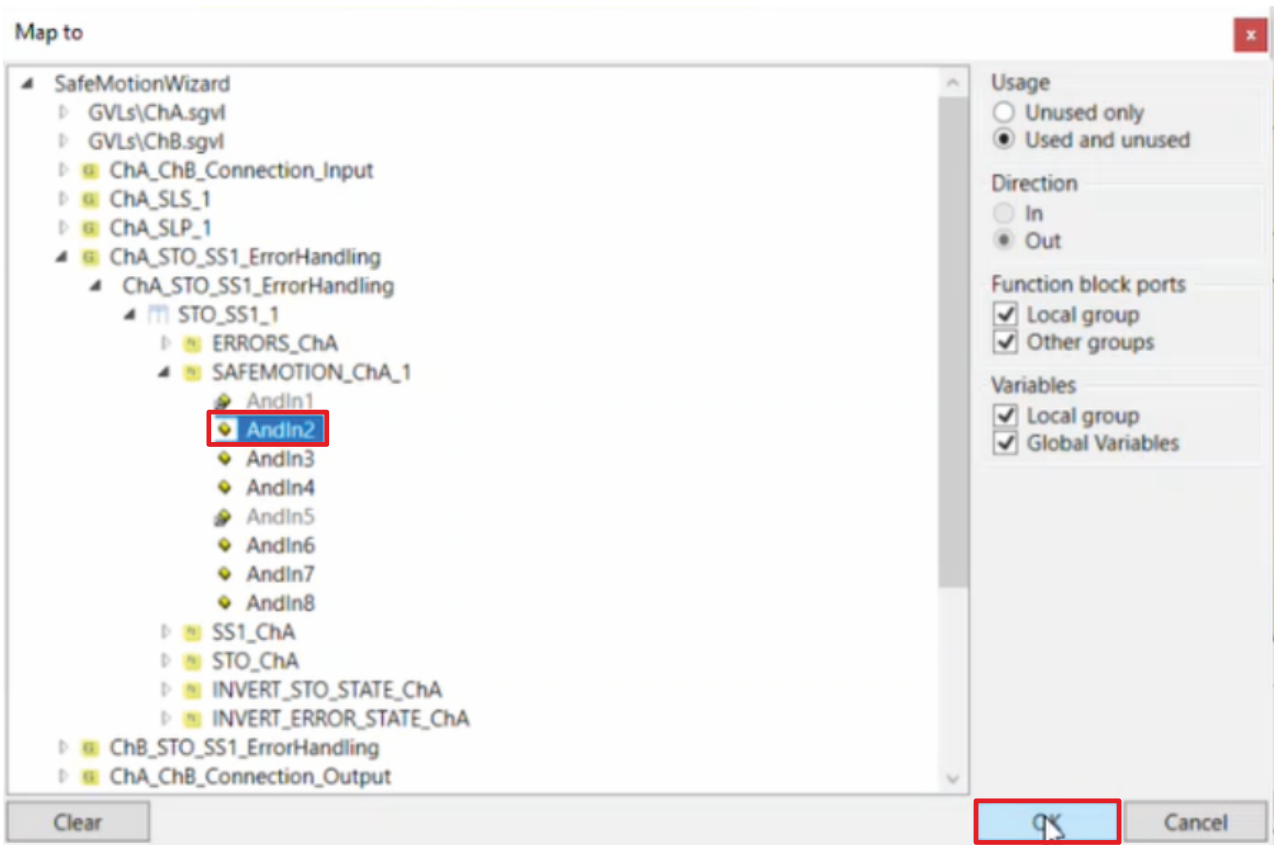 Map to
x
SafeMotionWizard
GVLs\ChA.sgvl
GVLs\ChB.sgvl
ChA_ChB_Connection_Input
ChA_SLS_1
ChA_SLP_1
ChA_STO_SS1_ErrorHandling
ChA_STO_SS1_ErrorHandling
STO_SS1_1
ERRORS_ChA
SAFEMOTION_ChA_1
AndIn1
AndIn2
AndIn3
AndIn4
AndIn5
AndIn6
AndIn7
AndIn8
SS1_ChA
STO_ChA
INVERT_STO_STATE_ChA
INVERT_ERROR_STATE_ChA
ChB_STO_SS1_ErrorHandling
ChA_ChB_Connection_Output
Usage
Unused only
Used and unused
Direction
In
Out
Function block ports
Local group
Other groups
Variables
Local group
Global Variables
Clear
OK
Cancel